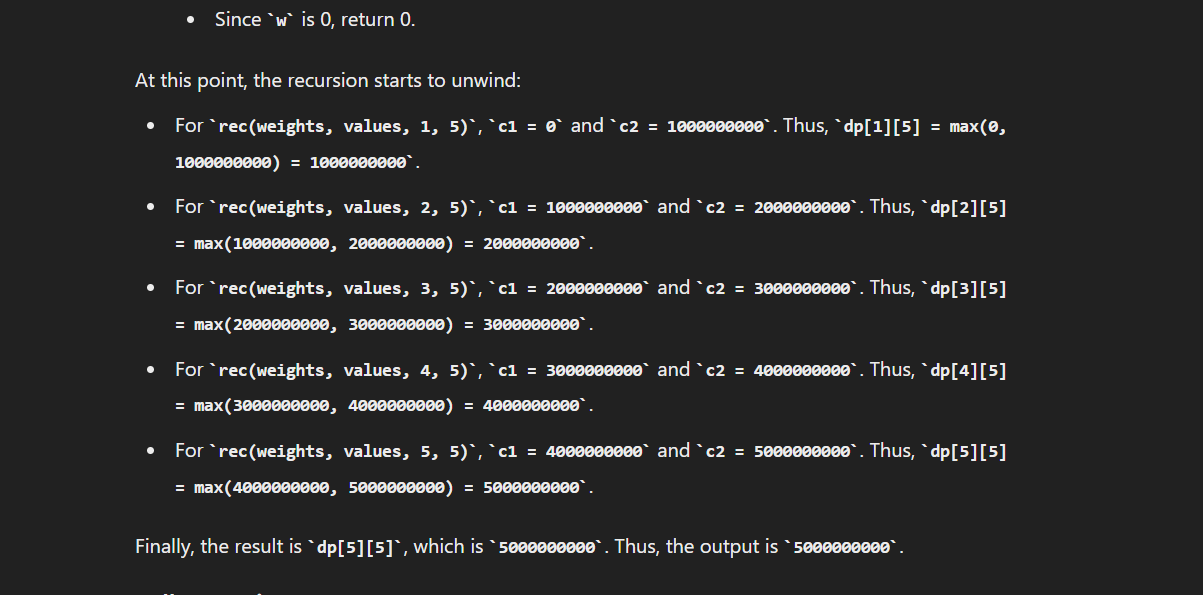 • Since `w` is 0, return 0.
At this point, the recursion starts to unwind:
• For `rec(weights, values, 1, 5)`, `c1 = 0` and `c2 = 1000000000`. Thus, `dp[1][5] = max(0,
1000000000) = 1000000000`.
• For `rec(weights, values, 2, 5)`, `c1 = 1000000000` and `c2 = 2000000000`. Thus, `dp[2][5]
= max(1000000000, 2000000000) = 2000000000`.
• For `rec(weights, values, 3, 5)`, `c1 = 2000000000` and `c2 = 3000000000`. Thus, `dp[3][5]
= max(2000000000, 3000000000) = 3000000000`.
• For `rec(weights, values, 4, 5)`, `c1 = 3000000000` and `c2 = 4000000000`. Thus, `dp[4][5]
= max(3000000000, 4000000000) = 4000000000`.
• For `rec(weights, values, 5, 5)`, `c1 = 4000000000` and `c2 = 5000000000`. Thus, `dp[5][5]
= max(4000000000, 5000000000) = 5000000000`.
Finally, the result is `dp[5][5]`, which is `5000000000`. Thus, the output is `5000000000`.